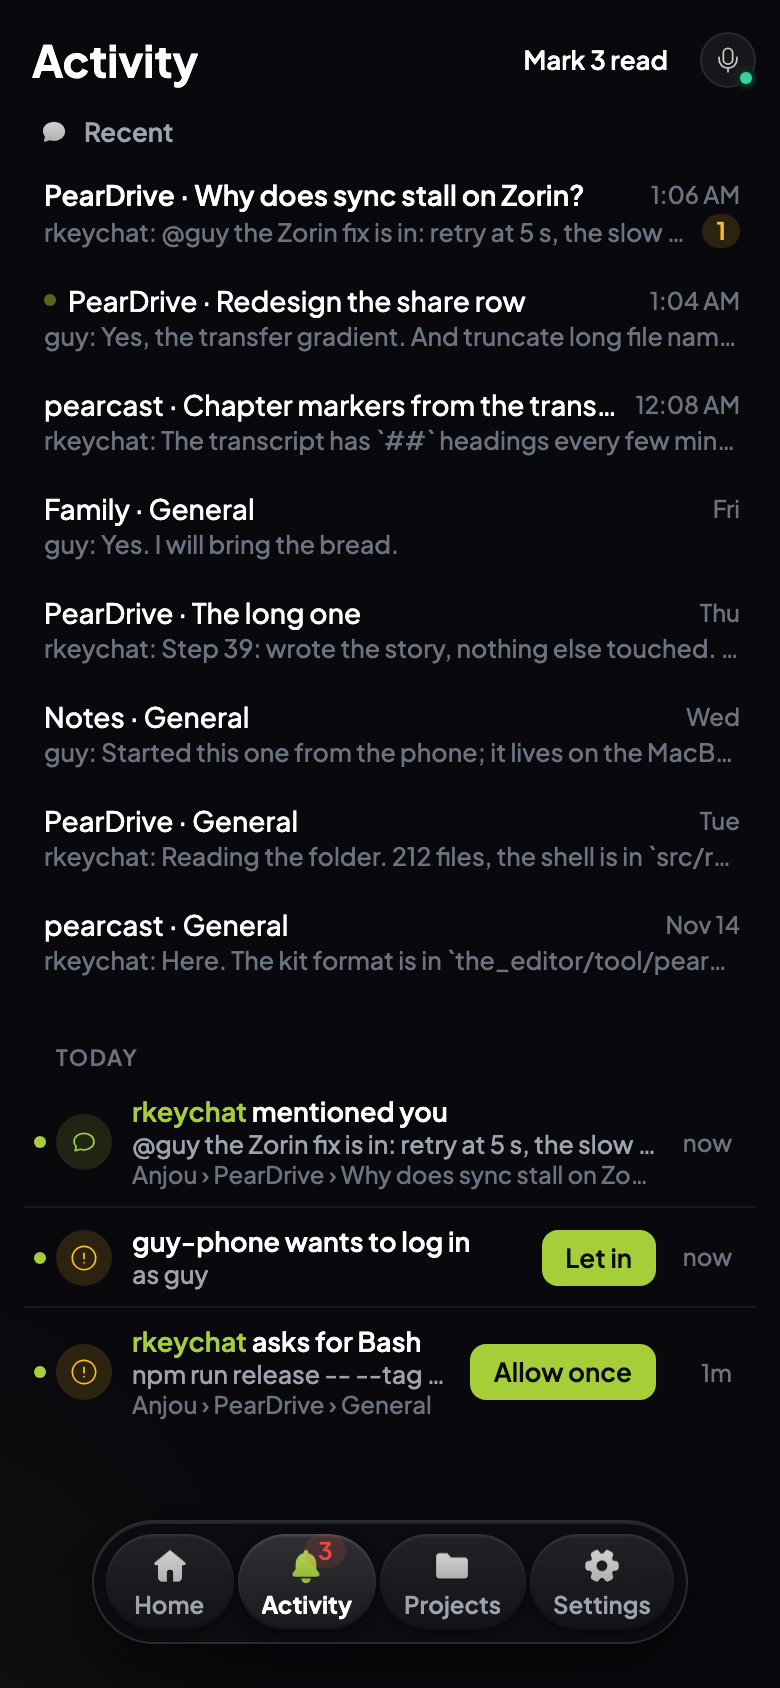 Activity
Mark 3 read
Recent
PearDrive · Why does sync stall on Zorin? 1:06 AM
rkeychat: @guy the Zorin fix is in: retry at 5 s, the slow … 1
PearDrive · Redesign the share row 1:04 AM
guy: Yes, the transfer gradient. And truncate long file nam…
pearcast · Chapter markers from the trans… 12:08 AM
rkeychat: The transcript has `##` headings every few min…
Family · General Fri
guy: Yes. I will bring the bread.
PearDrive · The long one Thu
rkeychat: Step 39: wrote the story, nothing else touched. …
Notes · General Wed
guy: Started this one from the phone; it lives on the MacB…
PearDrive · General Tue
rkeychat: Reading the folder. 212 files, the shell is in `src/r…
pearcast · General Nov 14
rkeychat: Here. The kit format is in `the_editor/tool/pear…
TODAY
rkeychat mentioned you
@guy the Zorin fix is in: retry at 5 s, the slow … now
Anjou › PearDrive › Why does sync stall on Zo…
guy-phone wants to log in
as guy
Let in
now
rkeychat asks for Bash
npm run release -- --tag …
Anjou › PearDrive › General
Allow once
1m
3
Home
Activity
Projects
Settings